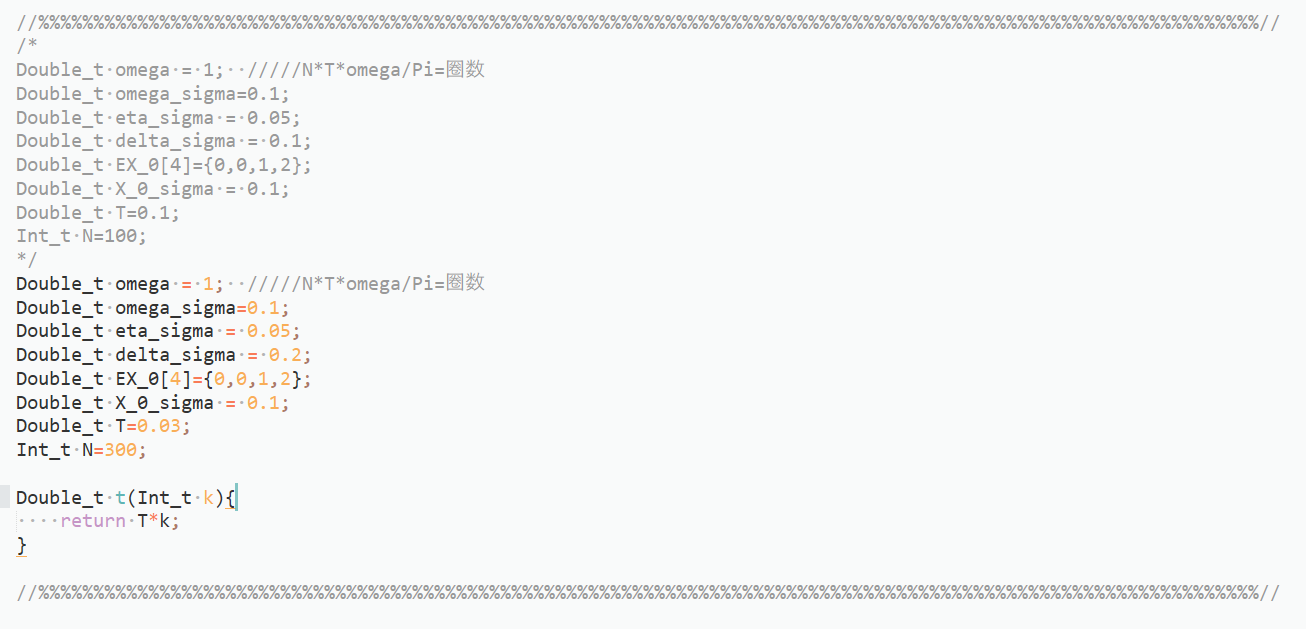 //%%%%%%%%%%%%%%%%%%%%%%%%%%%%%%%%%%%%%%%%%%%%%%%%%%%%%%%%%%%%%%%%%%%%%%%%%%%%%%%%%%%%%%%%%%%%%%%%%%%%%%%%%%%%%%%%%//
/*
Double_t omega = 1;  /////N*T*omega/Pi=圈数
Double_t omega_sigma=0.1;
Double_t eta_sigma = 0.05;
Double_t delta_sigma = 0.1;
Double_t EX_0[4]={0,0,1,2};
Double_t X_0_sigma = 0.1;
Double_t T=0.1;
Int_t N=100;
*/
Double_t omega = 1;  /////N*T*omega/Pi=圈数
Double_t omega_sigma=0.1;
Double_t eta_sigma = 0.05;
Double_t delta_sigma = 0.2;
Double_t EX_0[4]={0,0,1,2};
Double_t X_0_sigma = 0.1;
Double_t T=0.03;
Int_t N=300;
Double_t t(Int_t k){
    return T*k;
}
//%%%%%%%%%%%%%%%%%%%%%%%%%%%%%%%%%%%%%%%%%%%%%%%%%%%%%%%%%%%%%%%%%%%%%%%%%%%%%%%%%%%%%%%%%%%%%%%%%%%%%%%%%%%%%%%%%//